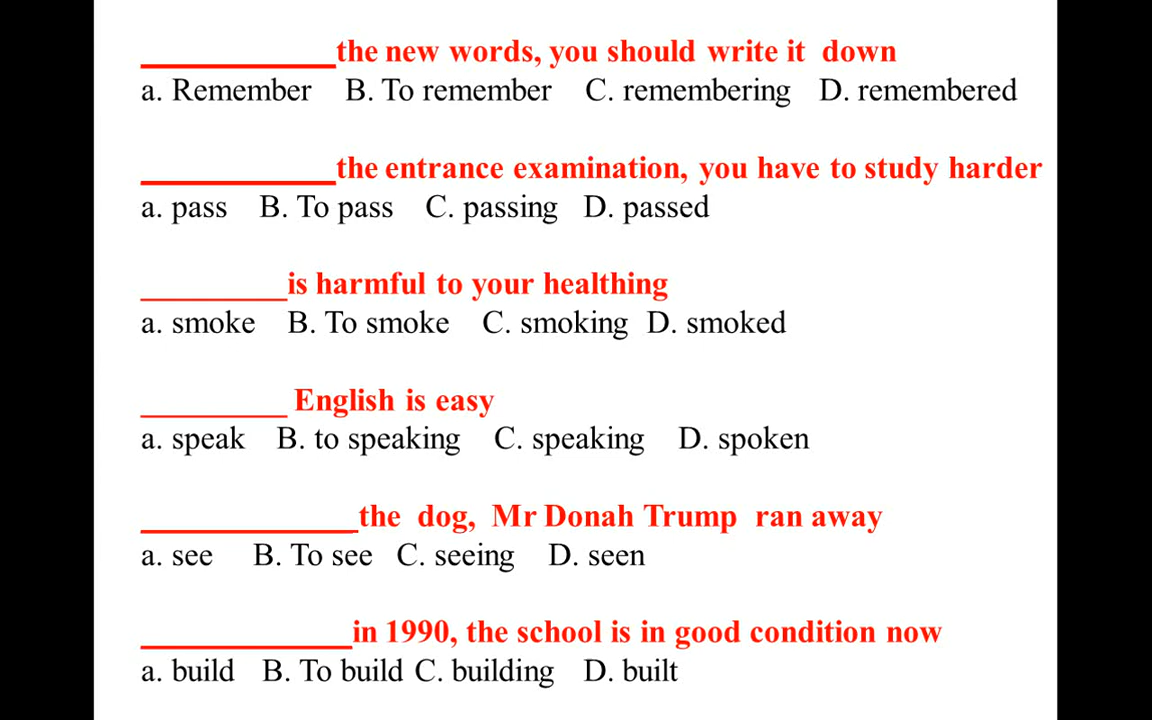 ____________the new words, you should write it down
a. Remember B. To remember C. remembering D. remembered
____________the entrance examination, you have to study harder
a. pass B. To pass C. passing D. passed
_________is harmful to your healthing
a. smoke B. To smoke C. smoking D. smoked
_________ English is easy
a. speak B. to speaking C. speaking D. spoken
_____________the dog, Mr Donah Trump ran away
a. see B. To see C. seeing D. seen
_____________in 1990, the school is in good condition now
a. build B. To build C. building D. built